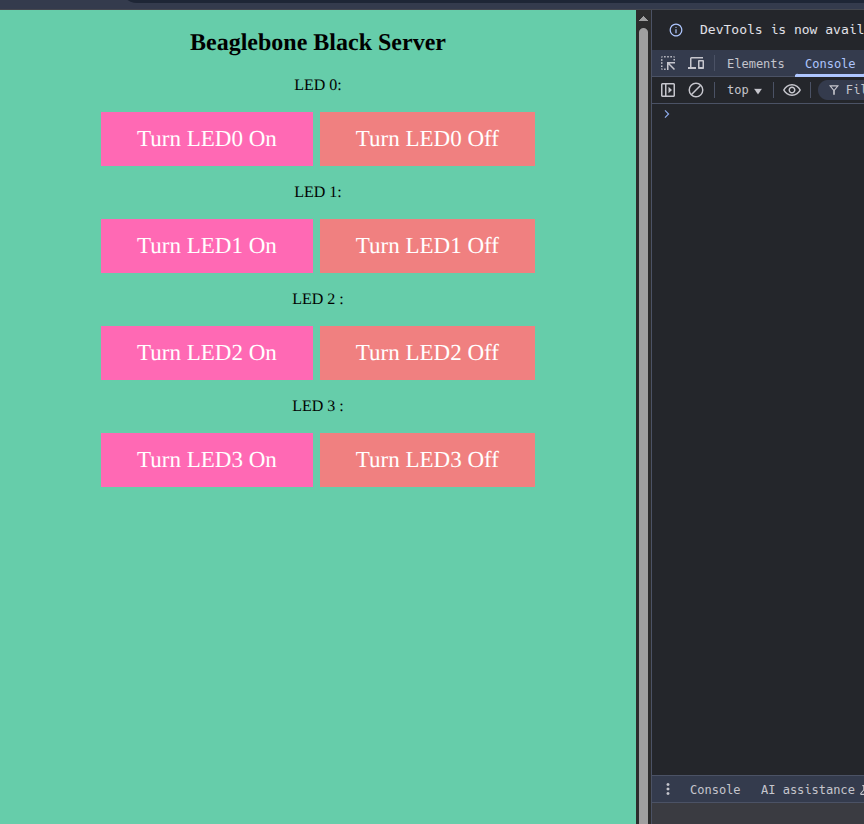 Beaglebone Black Server
LED 0:
Turn LED0 On Turn LED0 Off
LED 1:
Turn LED1 On Turn LED1 Off
LED 2 :
Turn LED2 On Turn LED2 Off
LED 3 :
Turn LED3 On Turn LED3 Off
DevTools is now avail
Elements Console
top Fil
Console AI assistance